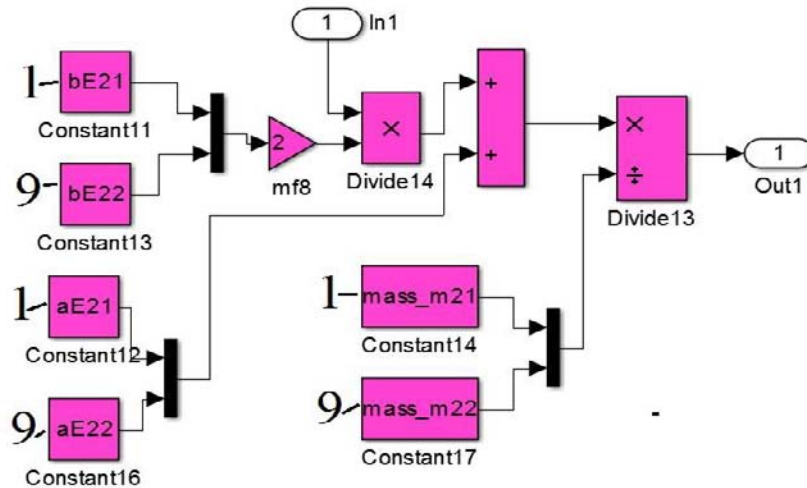 1 In1
1 bE21
Constant11
2
mf8
×
Divide14
+
+
×
÷
Divide13
1
Out1
9 bE22
Constant13
1 aE21
Constant12
9 aE22
Constant16
1 mass_m21
Constant14
9 mass_m22
Constant17
-